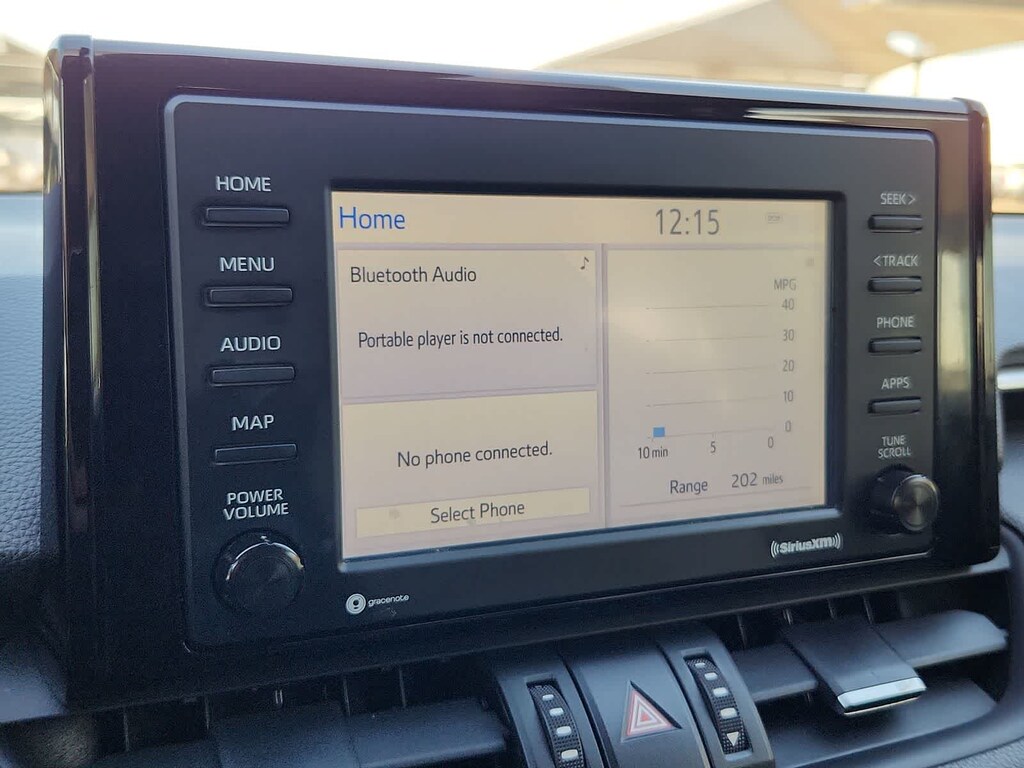 HOME
MENU
AUDIO
MAP
POWER
VOLUME
Home
12:15
Bluetooth Audio
Portable player is not connected.
No phone connected.
Select Phone
MPG
40
30
20
10
0
10 min
5
0
Range 202 miles
SEEK >
< TRACK
PHONE
APPS
TUNE
SCROLL
gracenote
((SiriusXM))